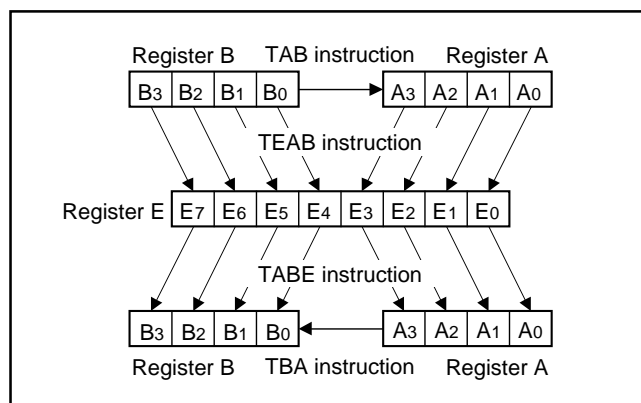 Register B TAB instruction Register A
B3 B2 B1 B0 A3 A2 A1 A0
TEAB instruction
Register E E7 E6 E5 E4 E3 E2 E1 E0
TABE instruction
B3 B2 B1 B0 A3 A2 A1 A0
Register B TBA instruction Register A